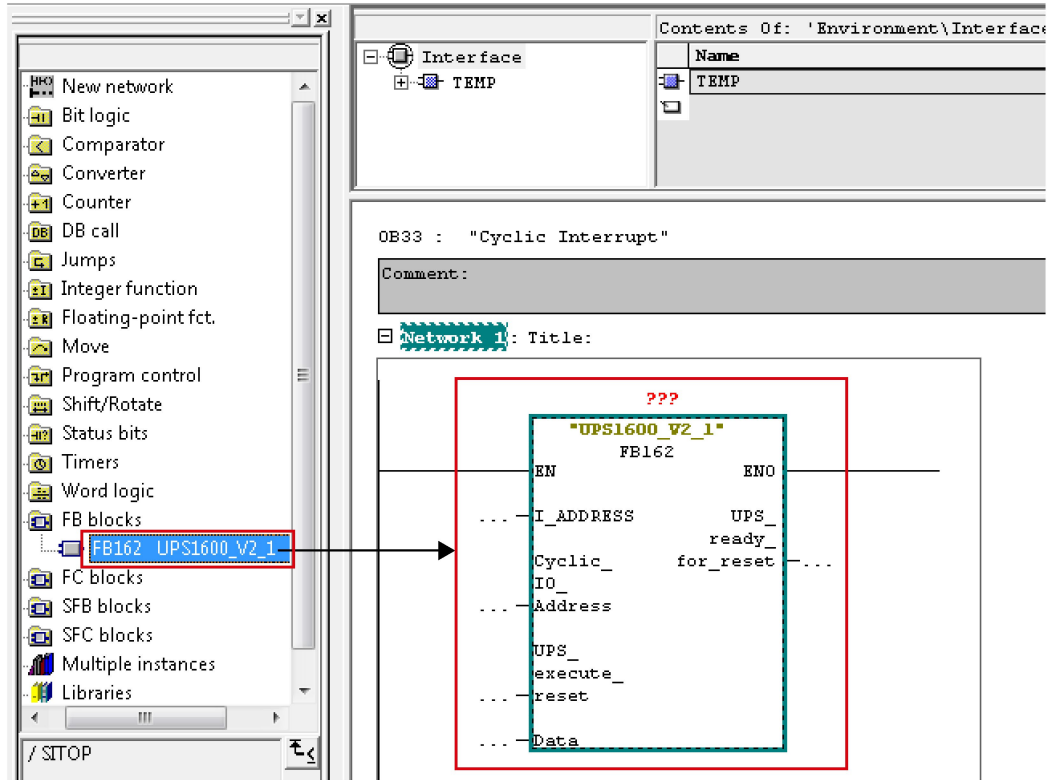 New network
Bit logic
Comparator
Converter
Counter
DB call
Jumps
Integer function
Floating-point fct.
Move
Program control
Shift/Rotate
Status bits
Timers
Word logic
FB blocks
FB162 UPS1600_V2_1
FC blocks
SFB blocks
SFC blocks
Multiple instances
Libraries
/ SITOP
Interface
TEMP
Contents Of: 'Environment\Interface
Name
TEMP
OB33 : "Cyclic Interrupt"
Comment:
Network 1: Title:
???
"UPS1600_V2_1"
FB162
EN ENO
... I_ADDRESS UPS_
ready_
Cyclic_ for_reset ...
IO_
... Address
UPS_
execute_
... reset
... Data